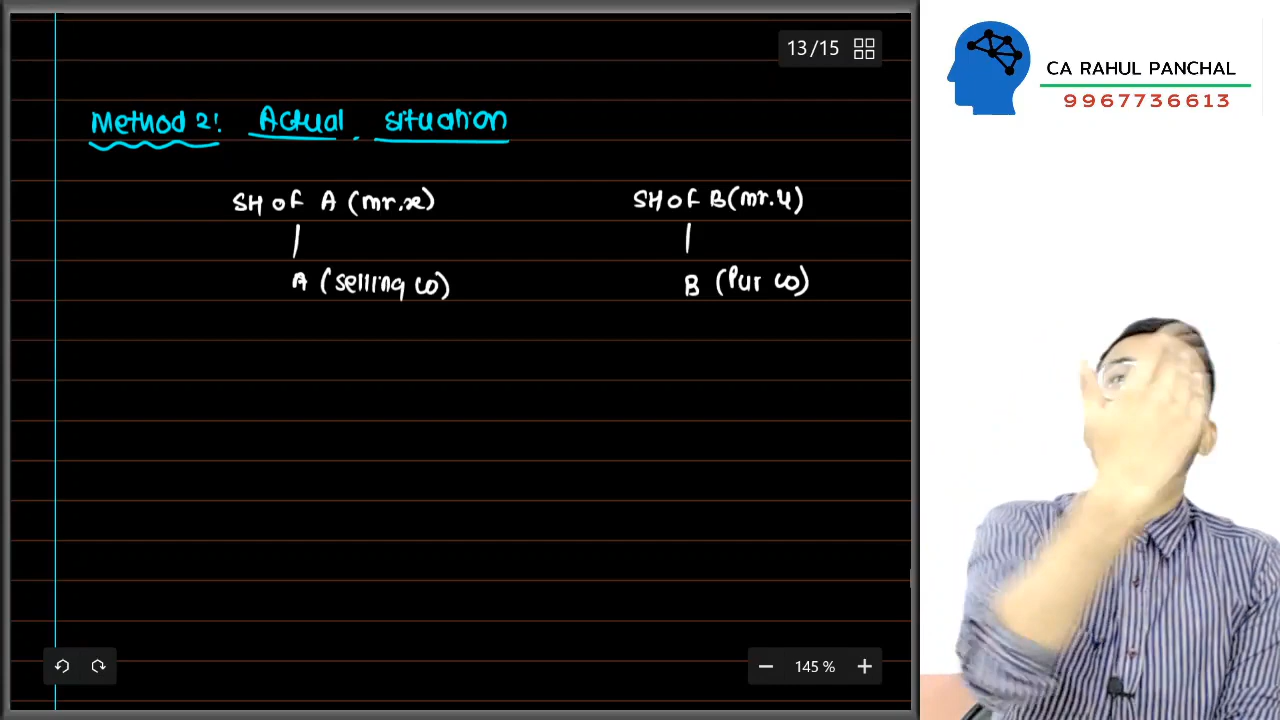 13/15
CA RAHUL PANCHAL
9967736613
Method 2: Actual situation
SH of A (mr.x) SH of B (mr.y)
A (selling co) B (Pur co)
145 %